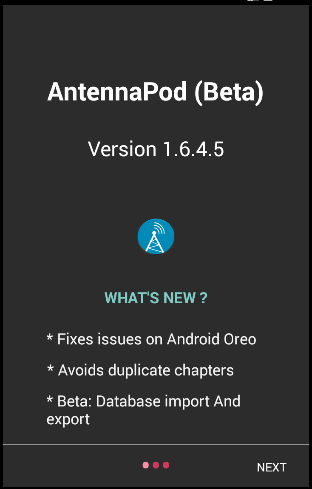 AntennaPod (Beta)
Version 1.6.4.5
WHAT'S NEW ?
* Fixes issues on Android Oreo
* Avoids duplicate chapters
* Beta: Database import And
export
NEXT